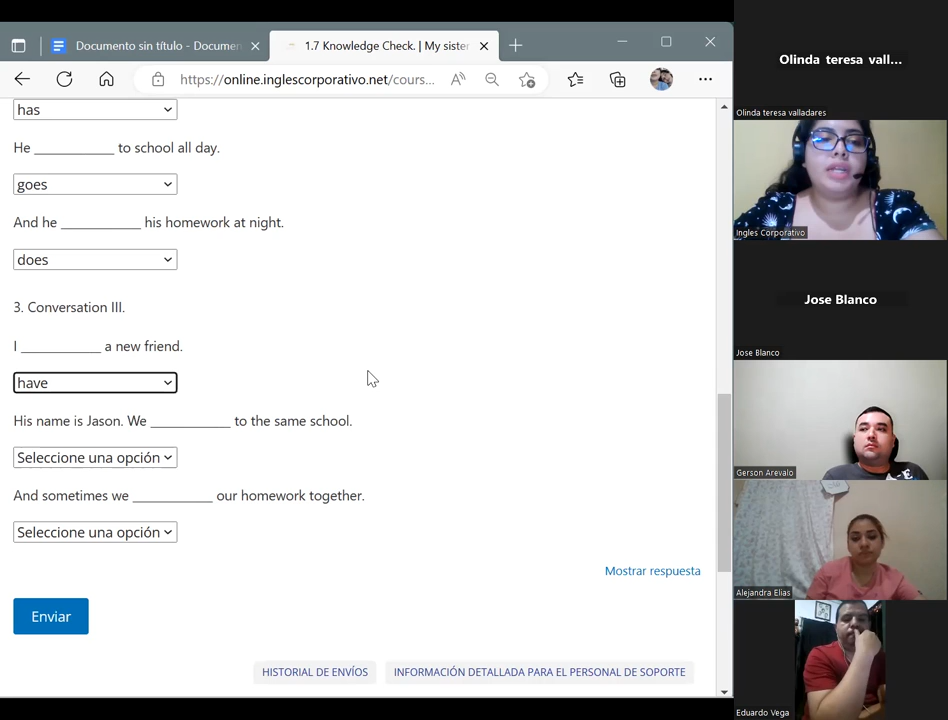 Documento sin título - Documen
1.7 Knowledge Check. | My sister
https://online.inglescorporativo.net/cours...
has
He ___________ to school all day.
goes
And he ___________ his homework at night.
does
3. Conversation III.
I ___________ a new friend.
have
His name is Jason. We ___________ to the same school.
Seleccione una opción
And sometimes we ___________ our homework together.
Seleccione una opción
Mostrar respuesta
Enviar
HISTORIAL DE ENVÍOS
INFORMACIÓN DETALLADA PARA EL PERSONAL DE SOPORTE
Olinda teresa vall...
Olinda teresa valladares
Ingles Corporativo
Jose Blanco
Jose Blanco
Gerson Arevalo
Alejandra Elias
Eduardo Vega